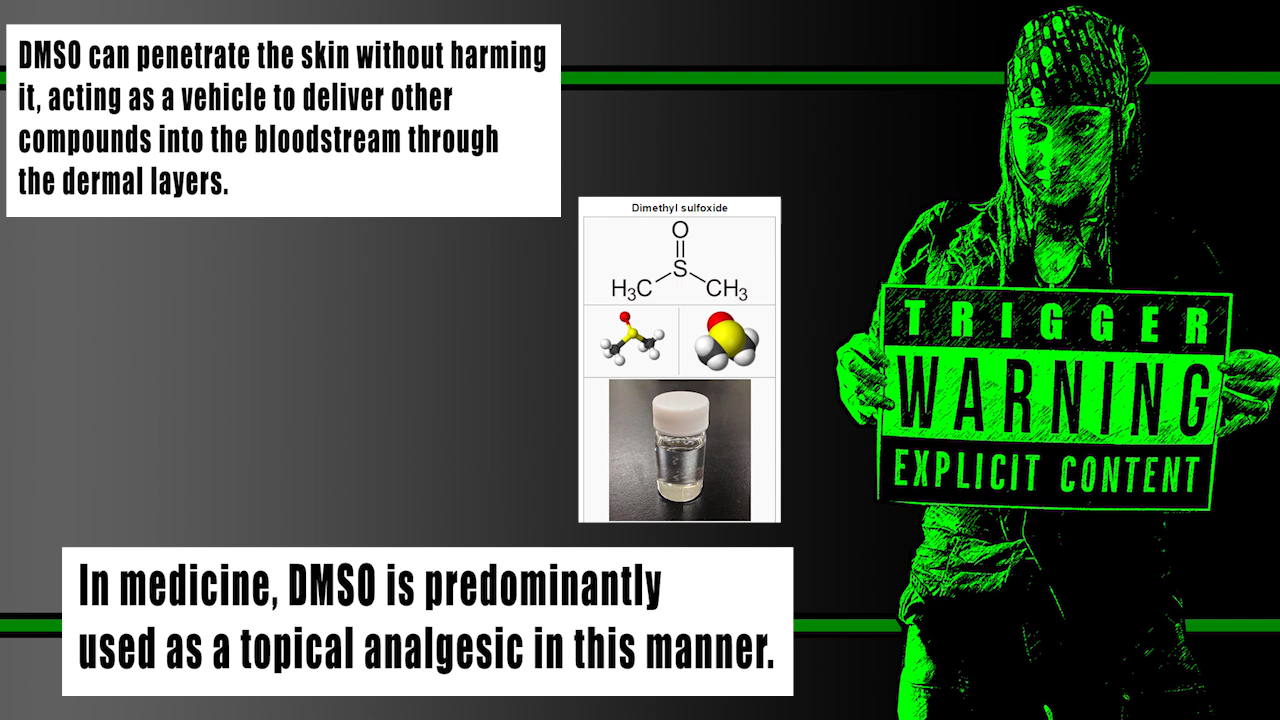 DMSO can penetrate the skin without harming
it, acting as a vehicle to deliver other
compounds into the bloodstream through
the dermal layers.
Dimethyl sulfoxide
O
S
H₃C CH₃
TRIGGER
WARNING
EXPLICIT CONTENT
In medicine, DMSO is predominantly
used as a topical analgesic in this manner.